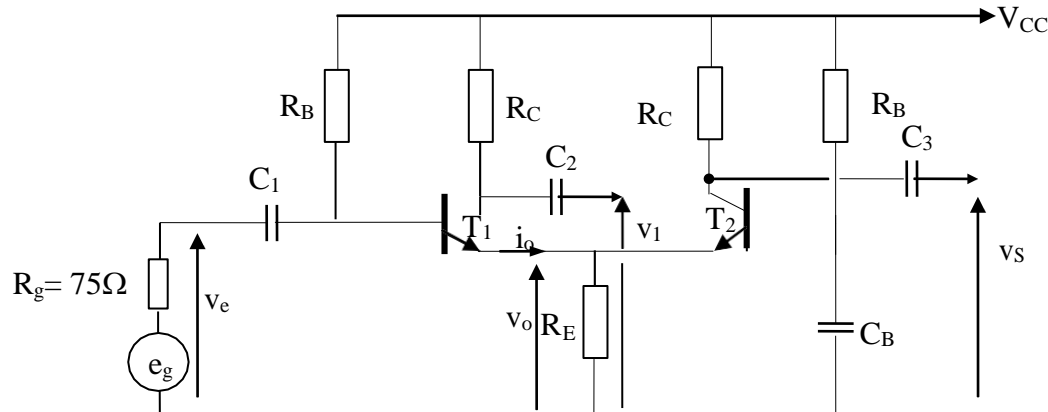 V_CC
R_B
R_C
R_C
R_B
C_3
C_1
C_2
T_1
T_2
i_o
v_1
v_S
R_g= 75Ω
v_e
v_o
R_E
C_B
e_g